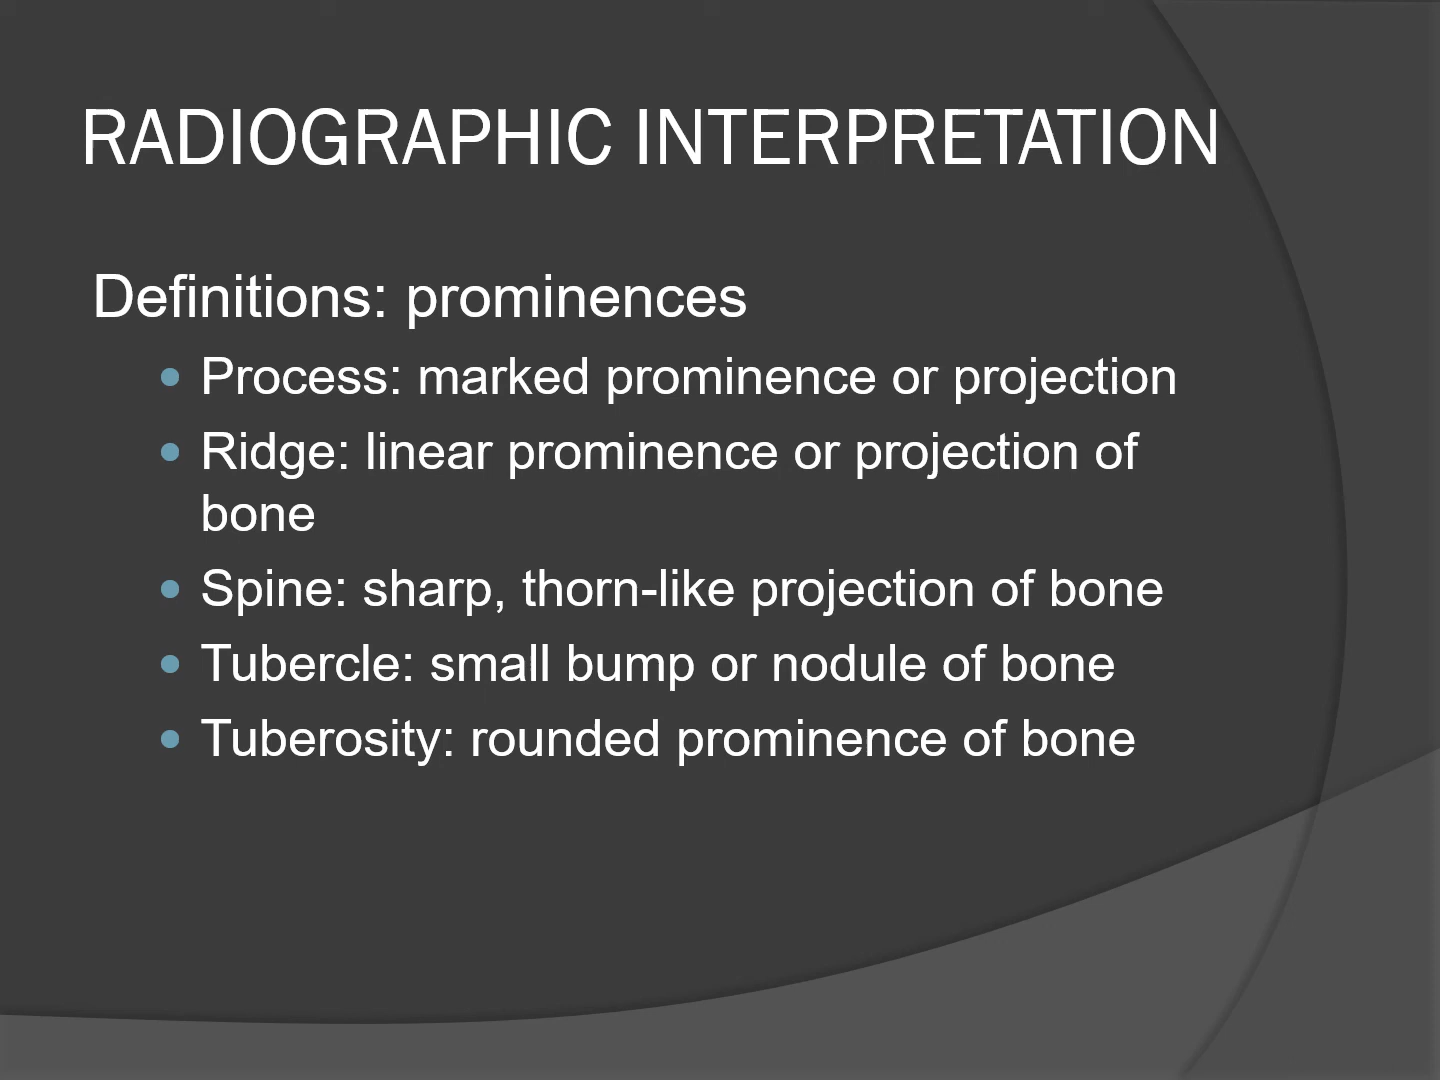 RADIOGRAPHIC INTERPRETATION
Definitions: prominences
Process: marked prominence or projection
Ridge: linear prominence or projection of
bone
Spine: sharp, thorn-like projection of bone
Tubercle: small bump or nodule of bone
Tuberosity: rounded prominence of bone